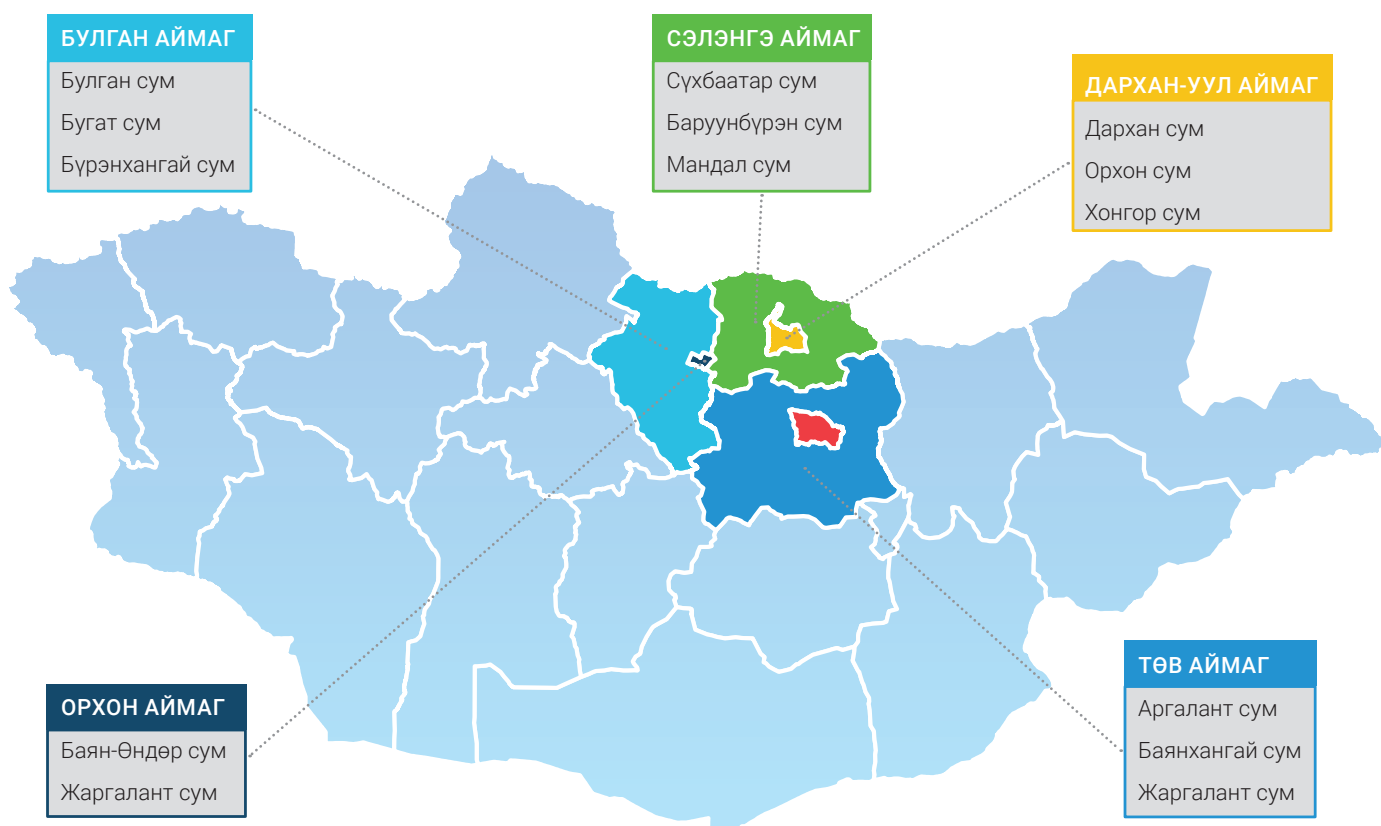 БУЛГАН АЙМАГ
Булган сум
Бугат сум
Бүрэнхангай сум
СЭЛЭНГЭ АЙМАГ
Сүхбаатар сум
Баруунбүрэн сум
Мандал сум
ДАРХАН-УУЛ АЙМАГ
Дархан сум
Орхон сум
Хонгор сум
ОРХОН АЙМАГ
Баян-Өндөр сум
Жаргалант сум
ТӨВ АЙМАГ
Аргалант сум
Баянхангай сум
Жаргалант сум